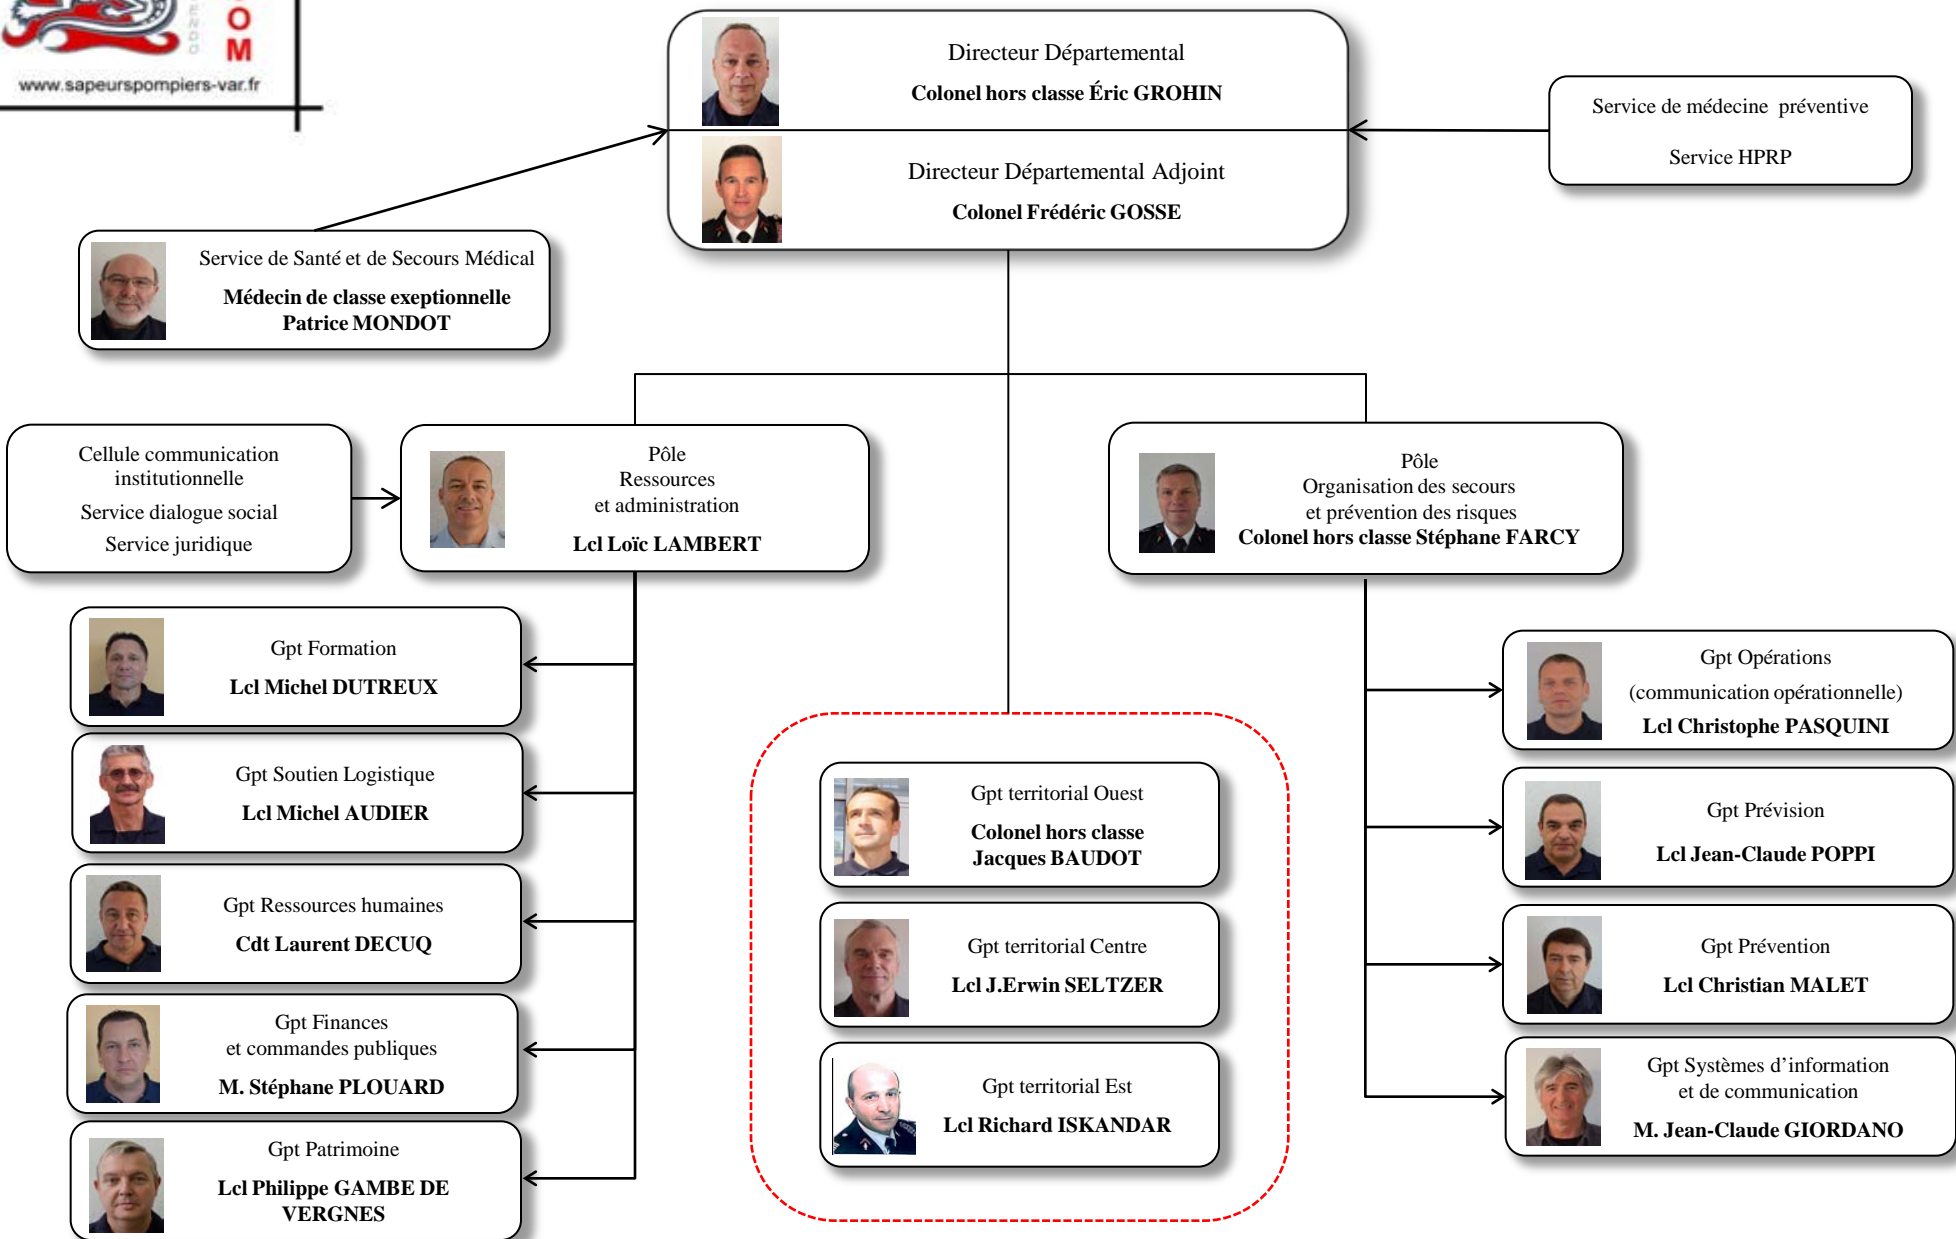 O
M
www.sapeurspompiers-var.fr
Directeur Départemental
Colonel hors classe Éric GROHIN
Directeur Départemental Adjoint
Colonel Frédéric GOSSE
Service de médecine préventive
Service HPRP
Service de Santé et de Secours Médical
Médecin de classe exeptionnelle
Patrice MONDOT
Cellule communication
institutionnelle
Service dialogue social
Service juridique
Pôle
Ressources
et administration
Lcl Loïc LAMBERT
Pôle
Organisation des secours
et prévention des risques
Colonel hors classe Stéphane FARCY
Gpt Formation
Lcl Michel DUTREUX
Gpt Soutien Logistique
Lcl Michel AUDIER
Gpt Ressources humaines
Cdt Laurent DECUQ
Gpt Finances
et commandes publiques
M. Stéphane PLOUARD
Gpt Patrimoine
Lcl Philippe GAMBE DE
VERGNES
Gpt territorial Ouest
Colonel hors classe
Jacques BAUDOT
Gpt territorial Centre
Lcl J.Erwin SELTZER
Gpt territorial Est
Lcl Richard ISKANDAR
Gpt Opérations
(communication opérationnelle)
Lcl Christophe PASQUINI
Gpt Prévision
Lcl Jean-Claude POPPI
Gpt Prévention
Lcl Christian MALET
Gpt Systèmes d’information
et de communication
M. Jean-Claude GIORDANO